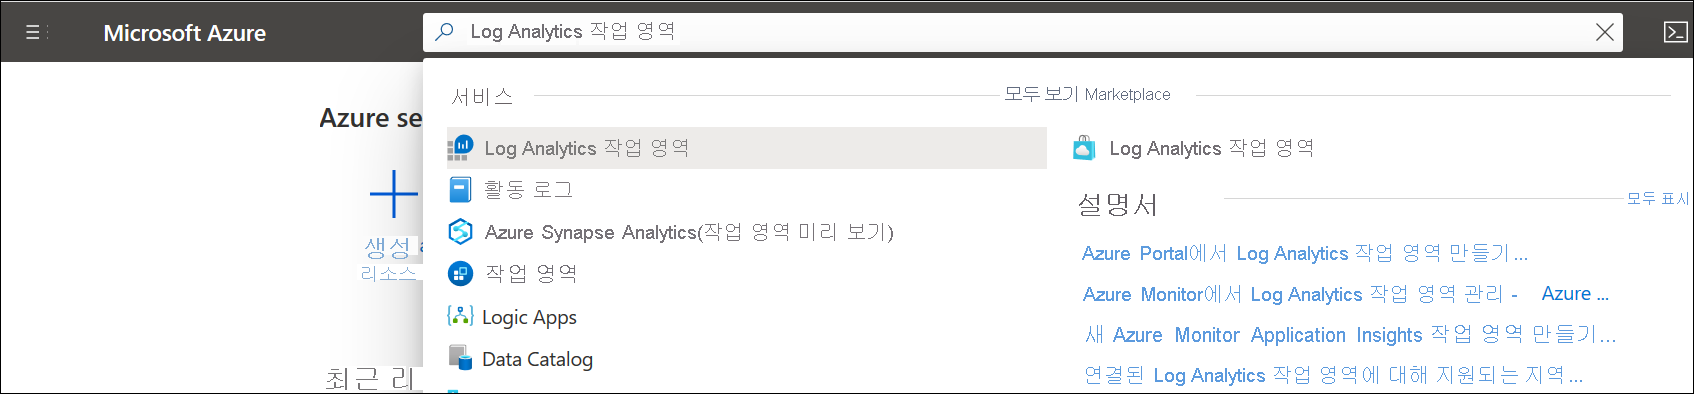 Microsoft Azure
Log Analytics 작업 영역
Azure se
생성 a
리소스
최근 리
서비스
모두 보기 Marketplace
Log Analytics 작업 영역
활동 로그
Azure Synapse Analytics(작업 영역 미리 보기)
작업 영역
Logic Apps
Data Catalog
Log Analytics 작업 영역
설명서
모두 표시
Azure Portal에서 Log Analytics 작업 영역 만들기...
Azure Monitor에서 Log Analytics 작업 영역 관리 - Azure ...
새 Azure Monitor Application Insights 작업 영역 만들기...
연결된 Log Analytics 작업 영역에 대해 지원되는 지역...